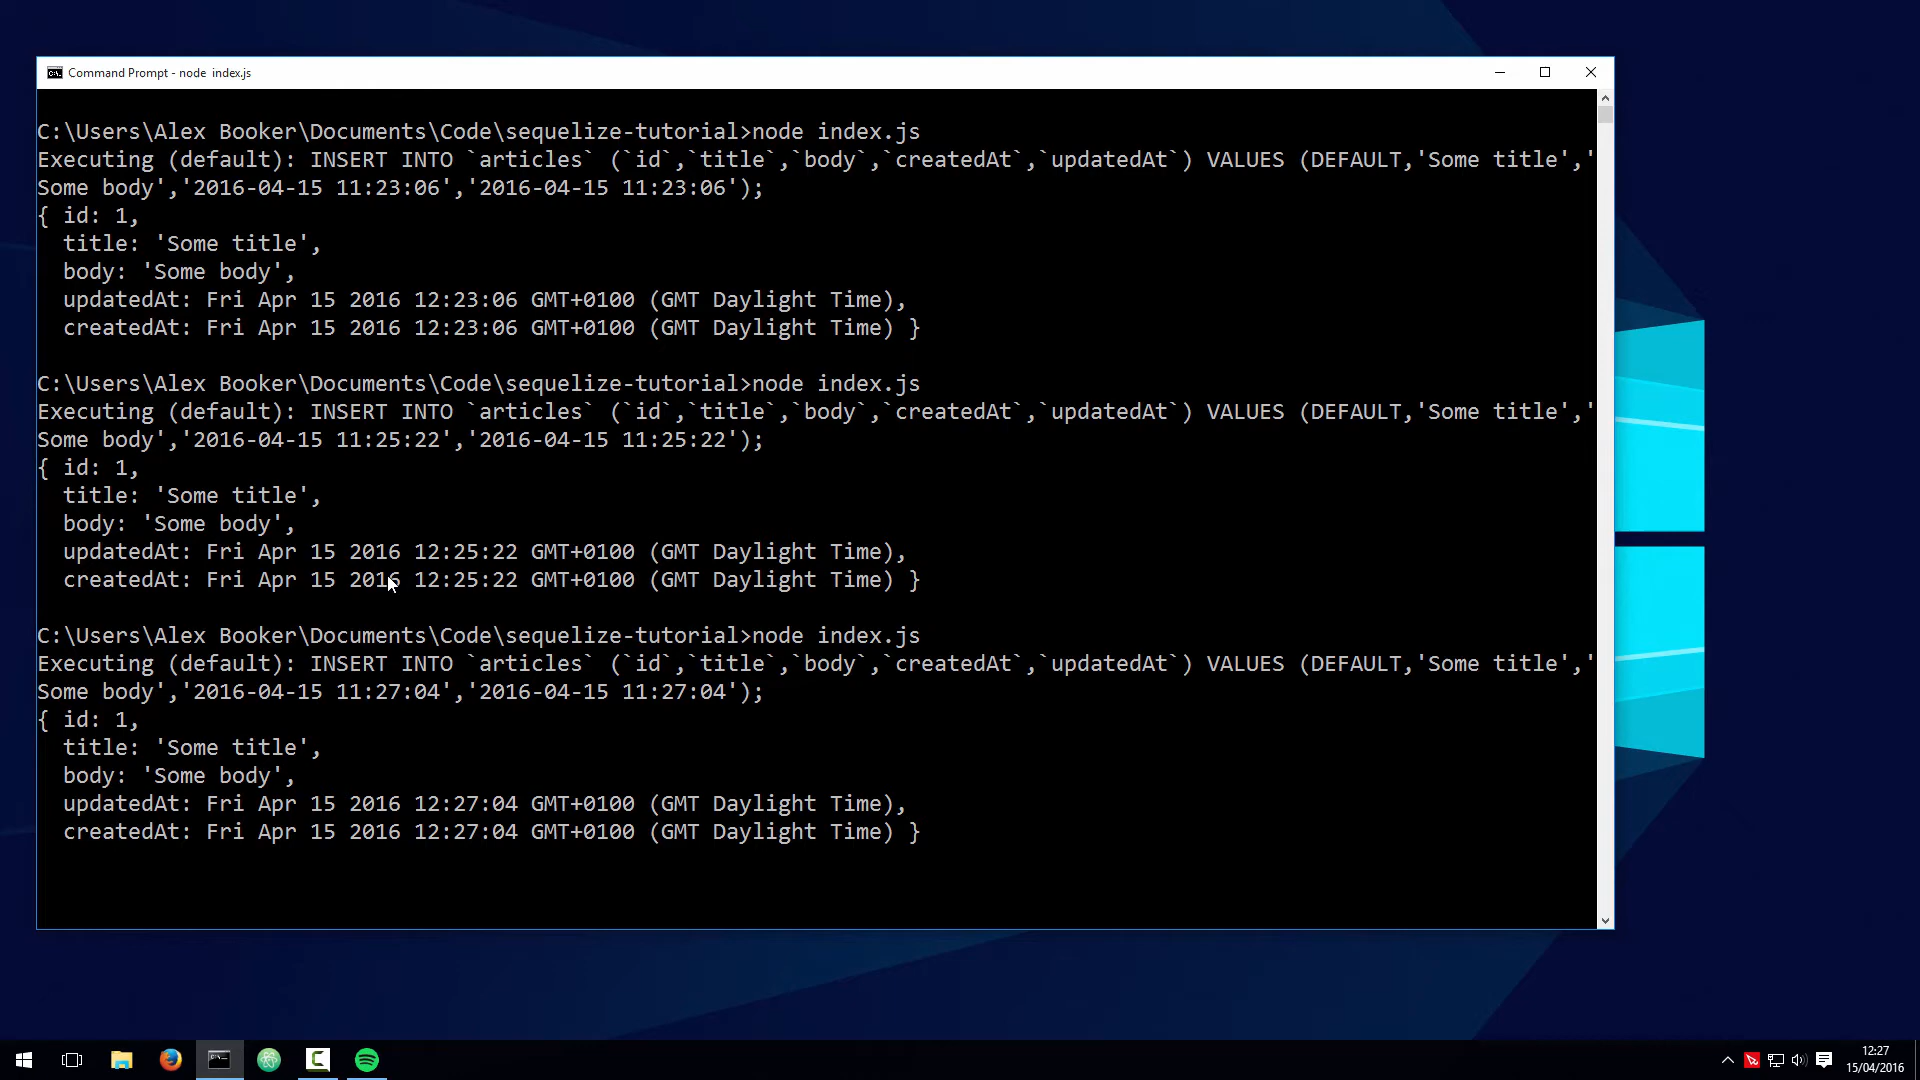 Command Prompt - node  index.js
C:\Users\Alex Booker\Documents\Code\sequelize-tutorial>node index.js
Executing (default): INSERT INTO `articles` (`id`,`title`,`body`,`createdAt`,`updatedAt`) VALUES (DEFAULT,'Some title','
Some body','2016-04-15 11:23:06','2016-04-15 11:23:06');
{ id: 1,
  title: 'Some title',
  body: 'Some body',
  updatedAt: Fri Apr 15 2016 12:23:06 GMT+0100 (GMT Daylight Time),
  createdAt: Fri Apr 15 2016 12:23:06 GMT+0100 (GMT Daylight Time) }
C:\Users\Alex Booker\Documents\Code\sequelize-tutorial>node index.js
Executing (default): INSERT INTO `articles` (`id`,`title`,`body`,`createdAt`,`updatedAt`) VALUES (DEFAULT,'Some title','
Some body','2016-04-15 11:25:22','2016-04-15 11:25:22');
{ id: 1,
  title: 'Some title',
  body: 'Some body',
  updatedAt: Fri Apr 15 2016 12:25:22 GMT+0100 (GMT Daylight Time),
  createdAt: Fri Apr 15 2016 12:25:22 GMT+0100 (GMT Daylight Time) }
C:\Users\Alex Booker\Documents\Code\sequelize-tutorial>node index.js
Executing (default): INSERT INTO `articles` (`id`,`title`,`body`,`createdAt`,`updatedAt`) VALUES (DEFAULT,'Some title','
Some body','2016-04-15 11:27:04','2016-04-15 11:27:04');
{ id: 1,
  title: 'Some title',
  body: 'Some body',
  updatedAt: Fri Apr 15 2016 12:27:04 GMT+0100 (GMT Daylight Time),
  createdAt: Fri Apr 15 2016 12:27:04 GMT+0100 (GMT Daylight Time) }
12:27
15/04/2016